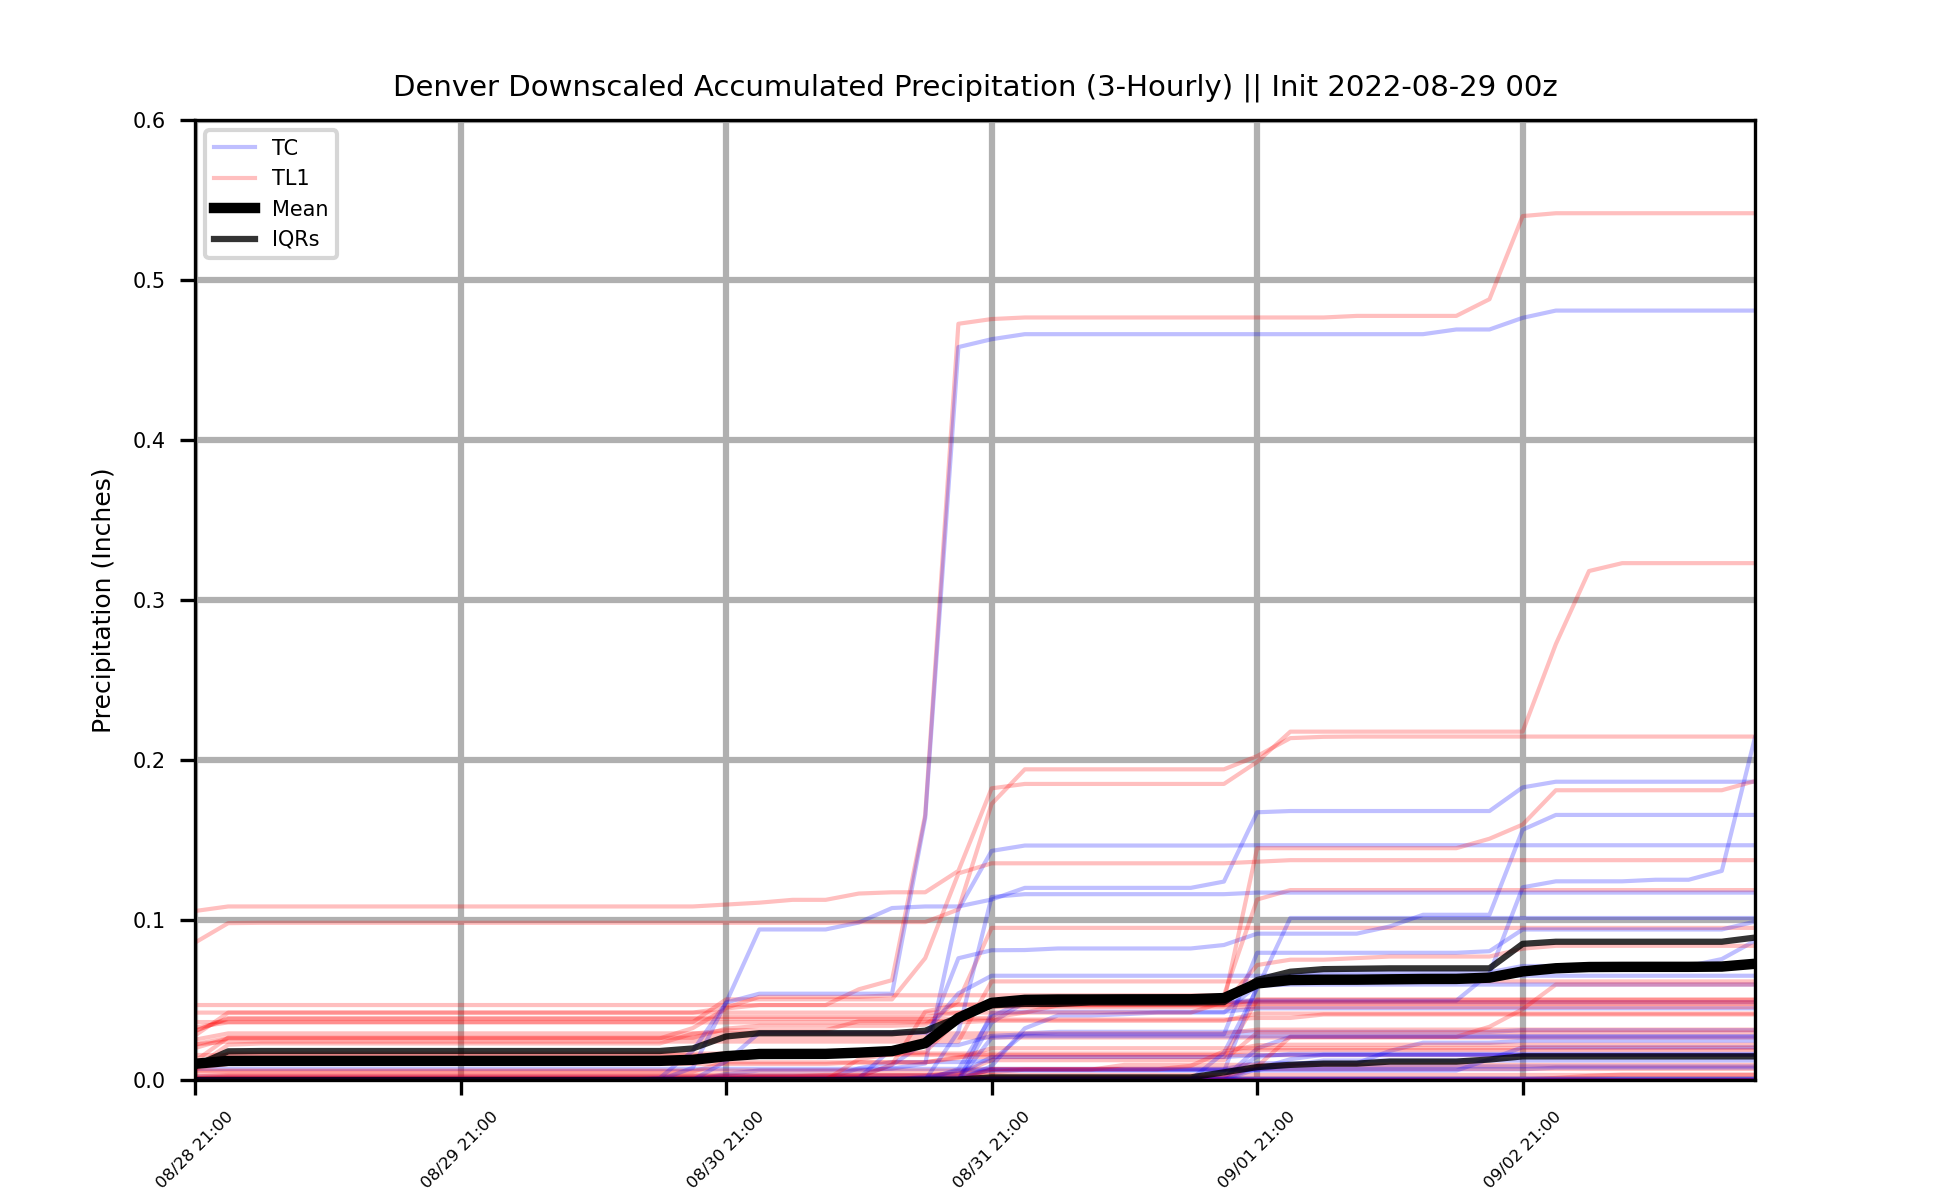 Denver Downscaled Accumulated Precipitation (3-Hourly) || Init 2022-08-29 00z
TC
TL1
Mean
IQRs
Precipitation (Inches)
0.6
0.5
0.4
0.3
0.2
0.1
0.0
08/28 21:00
08/29 21:00
08/30 21:00
08/31 21:00
09/01 21:00
09/02 21:00